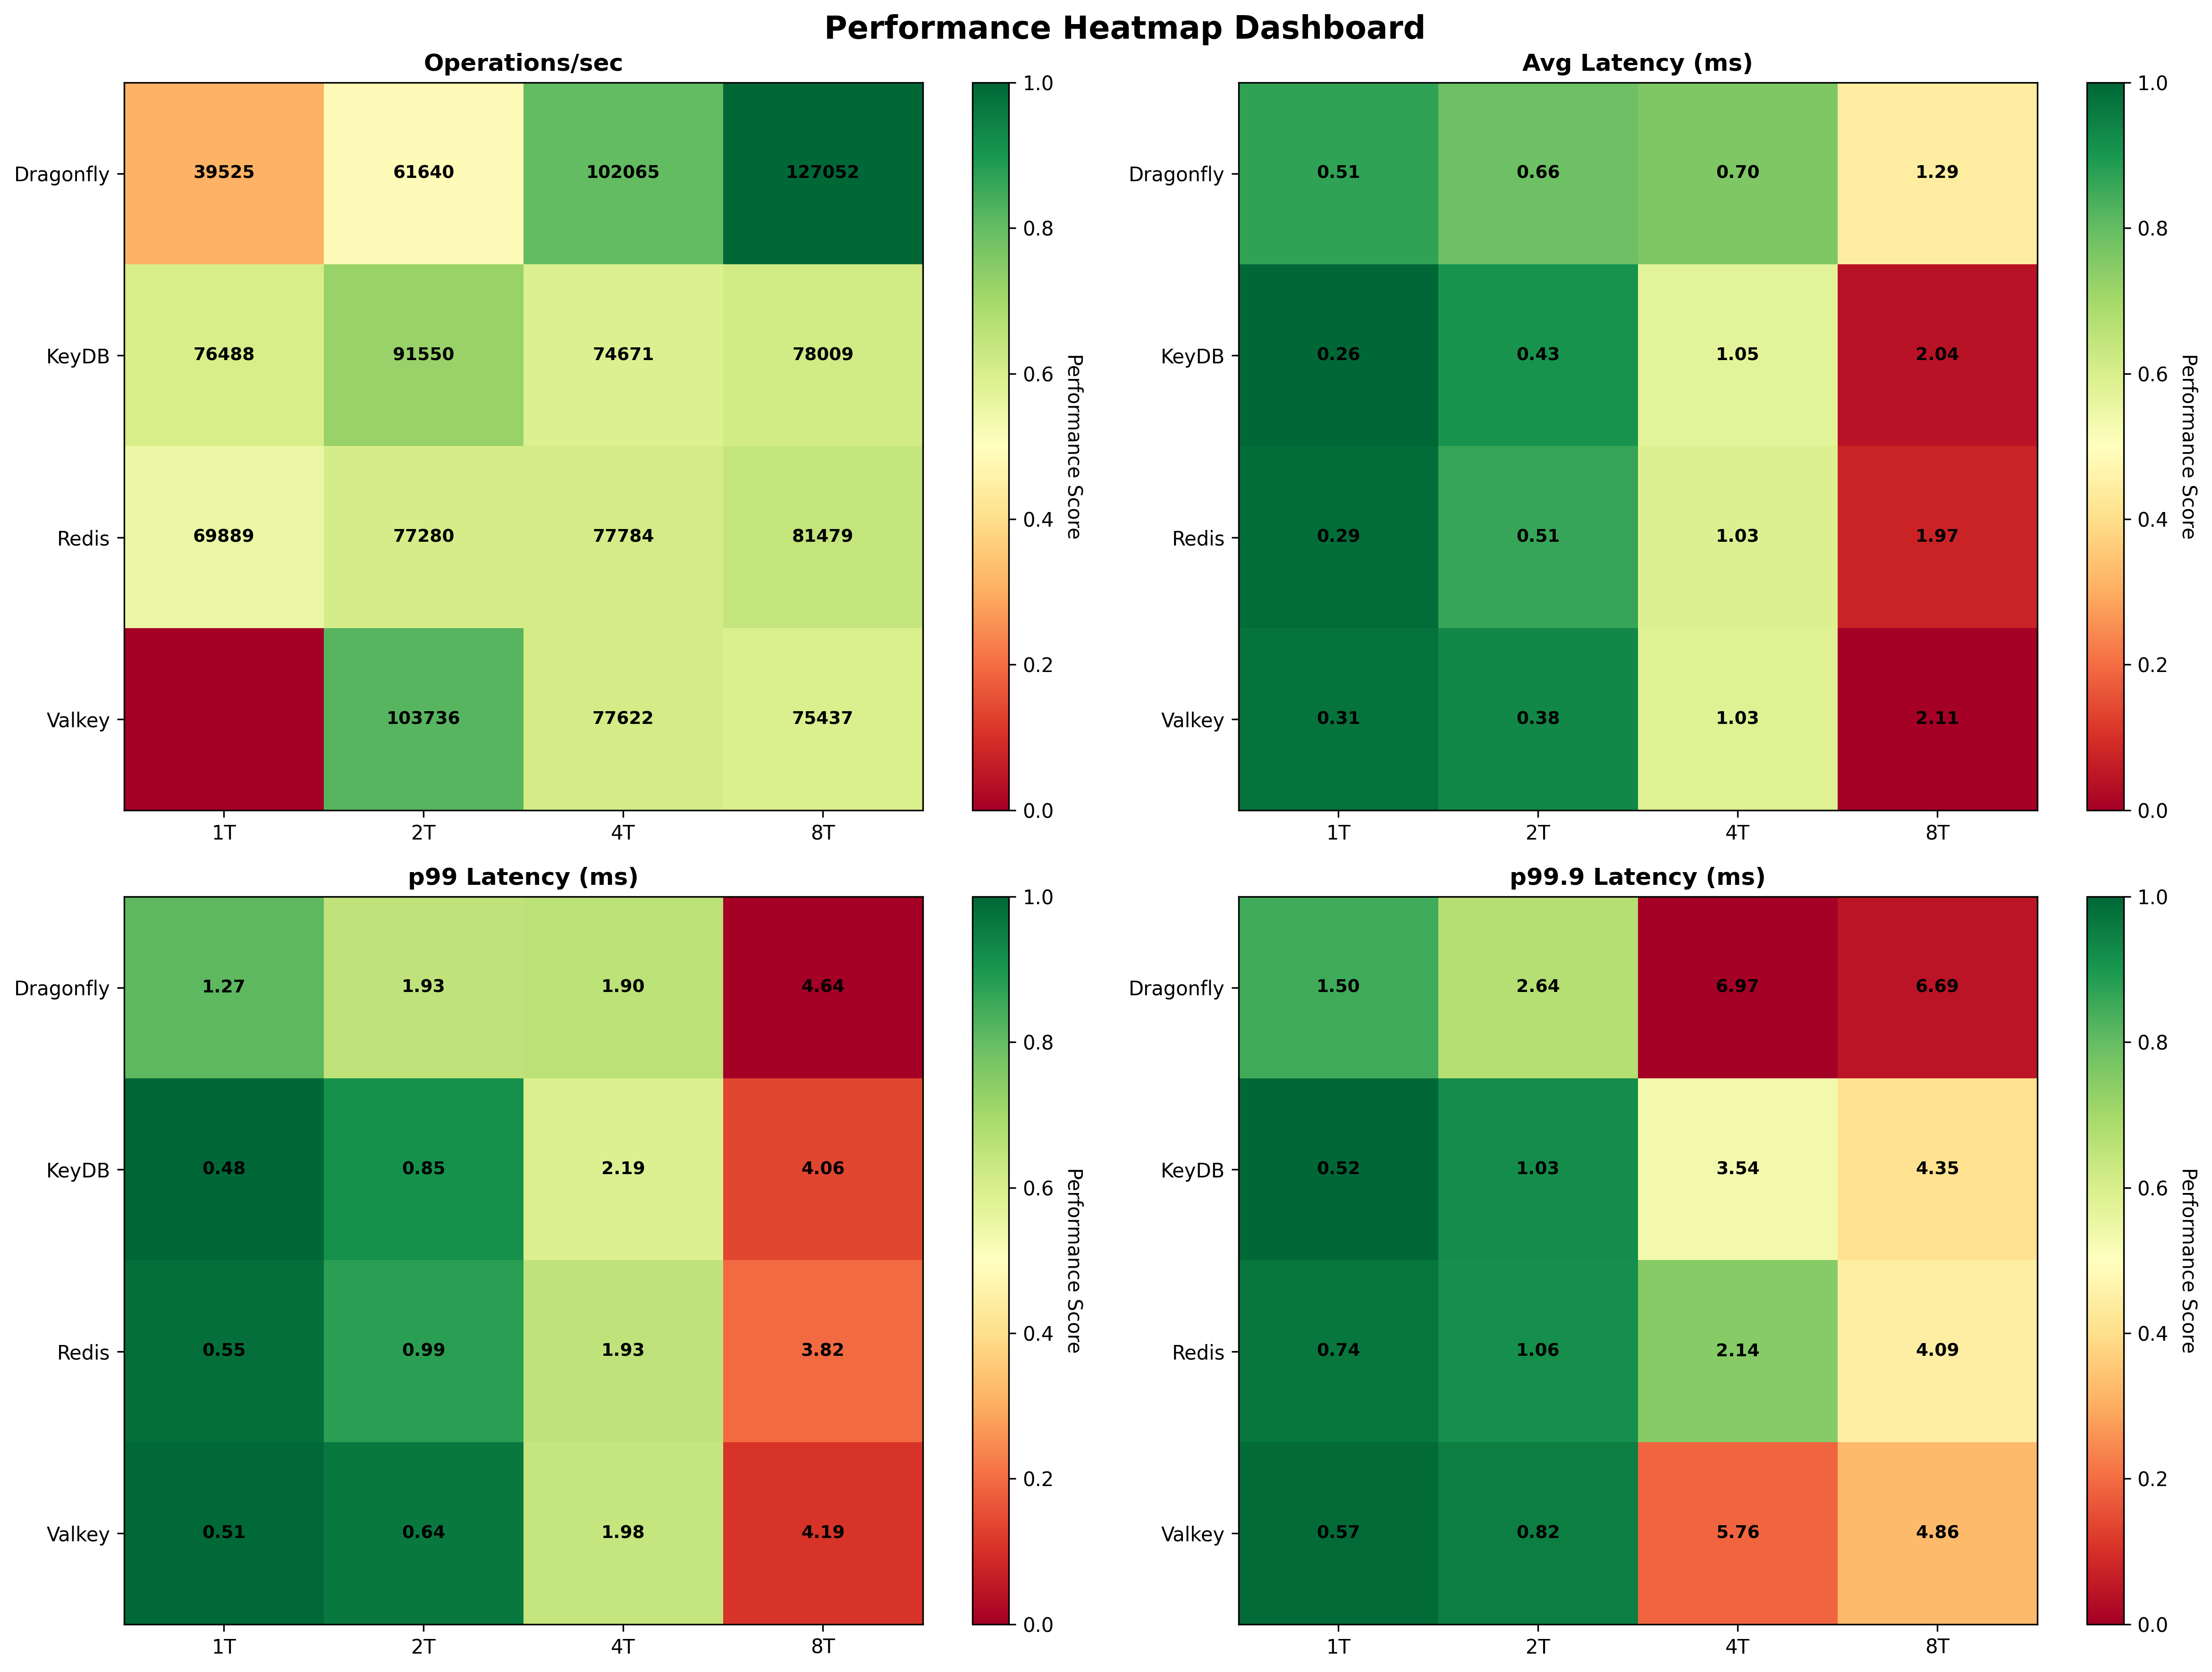 Performance Heatmap Dashboard
Operations/sec
Dragonfly 39525 61640 102065 127052
KeyDB 76488 91550 74671 78009
Redis 69889 77280 77784 81479
Valkey 103736 77622 75437
1T 2T 4T 8T
1.0
0.8
0.6
0.4
0.2
0.0
Performance Score
Avg Latency (ms)
Dragonfly 0.51 0.66 0.70 1.29
KeyDB 0.26 0.43 1.05 2.04
Redis 0.29 0.51 1.03 1.97
Valkey 0.31 0.38 1.03 2.11
1T 2T 4T 8T
1.0
0.8
0.6
0.4
0.2
0.0
Performance Score
p99 Latency (ms)
Dragonfly 1.27 1.93 1.90 4.64
KeyDB 0.48 0.85 2.19 4.06
Redis 0.55 0.99 1.93 3.82
Valkey 0.51 0.64 1.98 4.19
1T 2T 4T 8T
1.0
0.8
0.6
0.4
0.2
0.0
Performance Score
p99.9 Latency (ms)
Dragonfly 1.50 2.64 6.97 6.69
KeyDB 0.52 1.03 3.54 4.35
Redis 0.74 1.06 2.14 4.09
Valkey 0.57 0.82 5.76 4.86
1T 2T 4T 8T
1.0
0.8
0.6
0.4
0.2
0.0
Performance Score